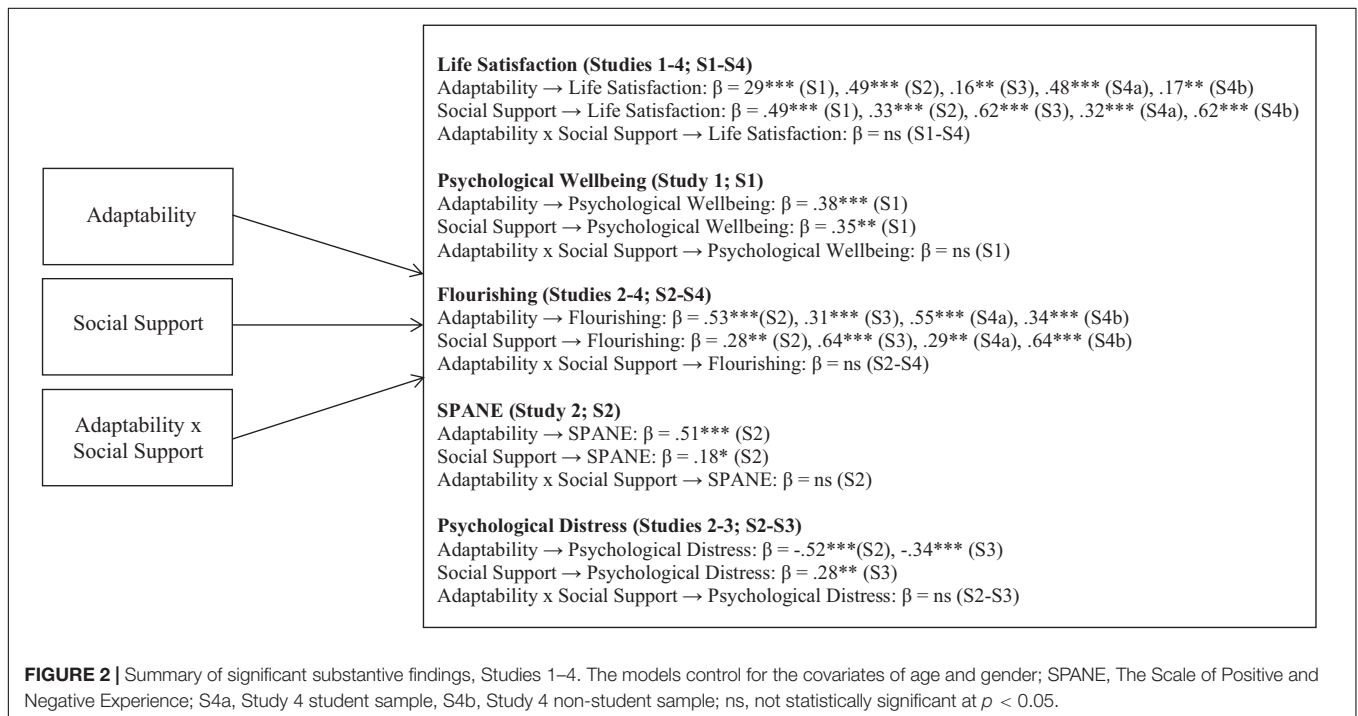 Adaptability
Social Support
Adaptability x
Social Support
Life Satisfaction (Studies 1-4; S1-S4)
Adaptability → Life Satisfaction: β = 29*** (S1), .49*** (S2), .16** (S3), .48*** (S4a), .17** (S4b)
Social Support → Life Satisfaction: β = .49*** (S1), .33*** (S2), .62*** (S3), .32*** (S4a), .62*** (S4b)
Adaptability x Social Support → Life Satisfaction: β = ns (S1-S4)
Psychological Wellbeing (Study 1; S1)
Adaptability → Psychological Wellbeing: β = .38*** (S1)
Social Support → Psychological Wellbeing: β = .35** (S1)
Adaptability x Social Support → Psychological Wellbeing: β = ns (S1)
Flourishing (Studies 2-4; S2-S4)
Adaptability → Flourishing: β = .53***(S2), .31*** (S3), .55*** (S4a), .34*** (S4b)
Social Support → Flourishing: β = .28** (S2), .64*** (S3), .29** (S4a), .64*** (S4b)
Adaptability x Social Support → Flourishing: β = ns (S2-S4)
SPANE (Study 2; S2)
Adaptability → SPANE: β = .51*** (S2)
Social Support → SPANE: β = .18* (S2)
Adaptability x Social Support → SPANE: β = ns (S2)
Psychological Distress (Studies 2-3; S2-S3)
Adaptability → Psychological Distress: β = -.52***(S2), -.34*** (S3)
Social Support → Psychological Distress: β = .28** (S3)
Adaptability x Social Support → Psychological Distress: β = ns (S2-S3)
FIGURE 2 | Summary of significant substantive findings, Studies 1–4. The models control for the covariates of age and gender; SPANE, The Scale of Positive and
Negative Experience; S4a, Study 4 student sample, S4b, Study 4 non-student sample; ns, not statistically significant at p < 0.05.